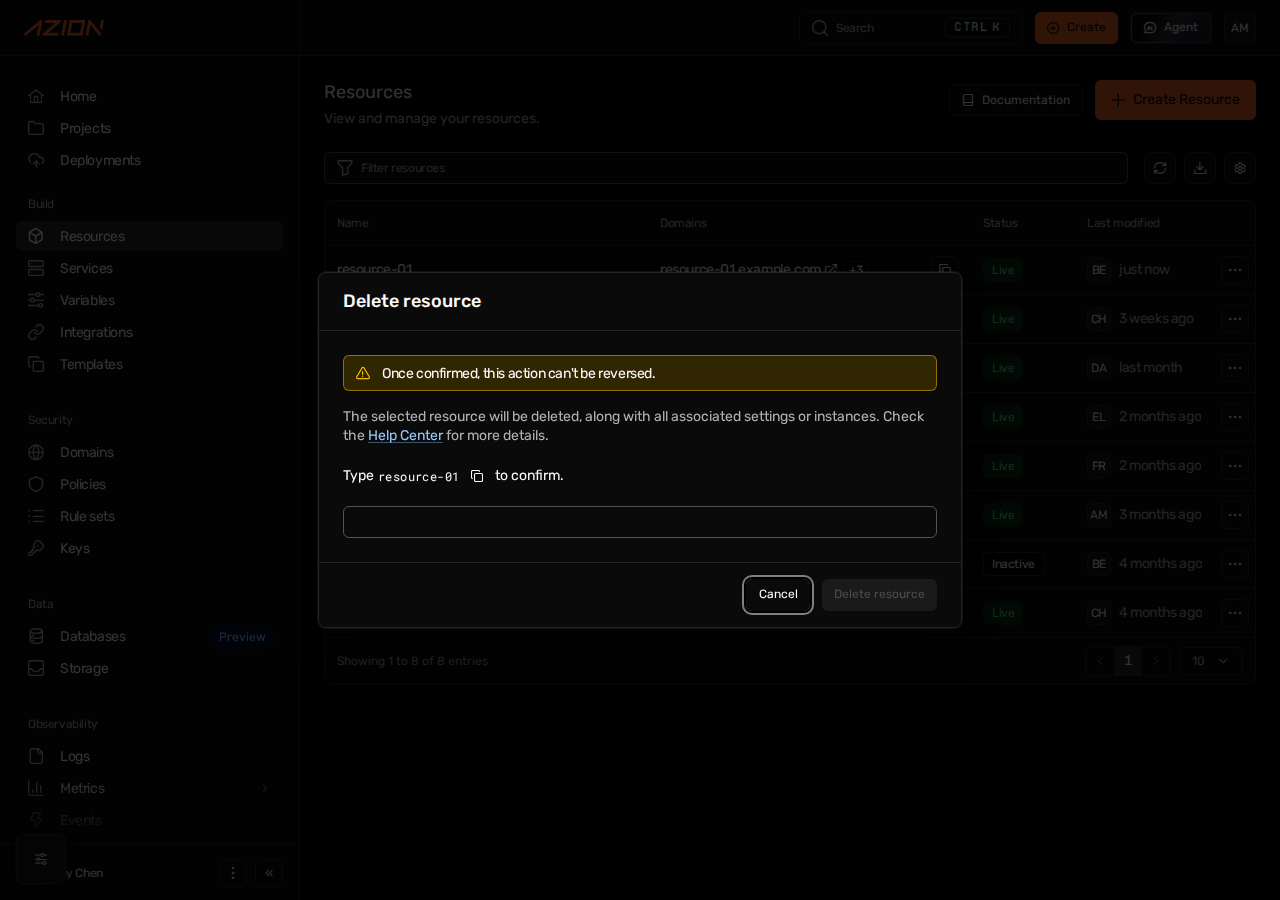 AZION
Search
CTRL K
Create
Agent
AM
Home
Projects
Deployments
Build
Resources
Services
Variables
Integrations
Templates
Security
Domains
Policies
Rule sets
Keys
Data
Databases
Preview
Storage
Observability
Logs
Metrics
Events
y Chen
Resources
View and manage your resources.
Documentation
Create Resource
Filter resources
Name
Domains
Status
Last modified
resource-01
resource-01.example.com
+3
Live
BE
just now
Live
CH
3 weeks ago
Live
DA
last month
Live
EL
2 months ago
Live
FR
2 months ago
Live
AM
3 months ago
Inactive
BE
4 months ago
Live
CH
4 months ago
Showing 1 to 8 of 8 entries
1
10
Delete resource
Once confirmed, this action can't be reversed.
The selected resource will be deleted, along with all associated settings or instances. Check
the Help Center for more details.
Type resource-01 to confirm.
Cancel
Delete resource